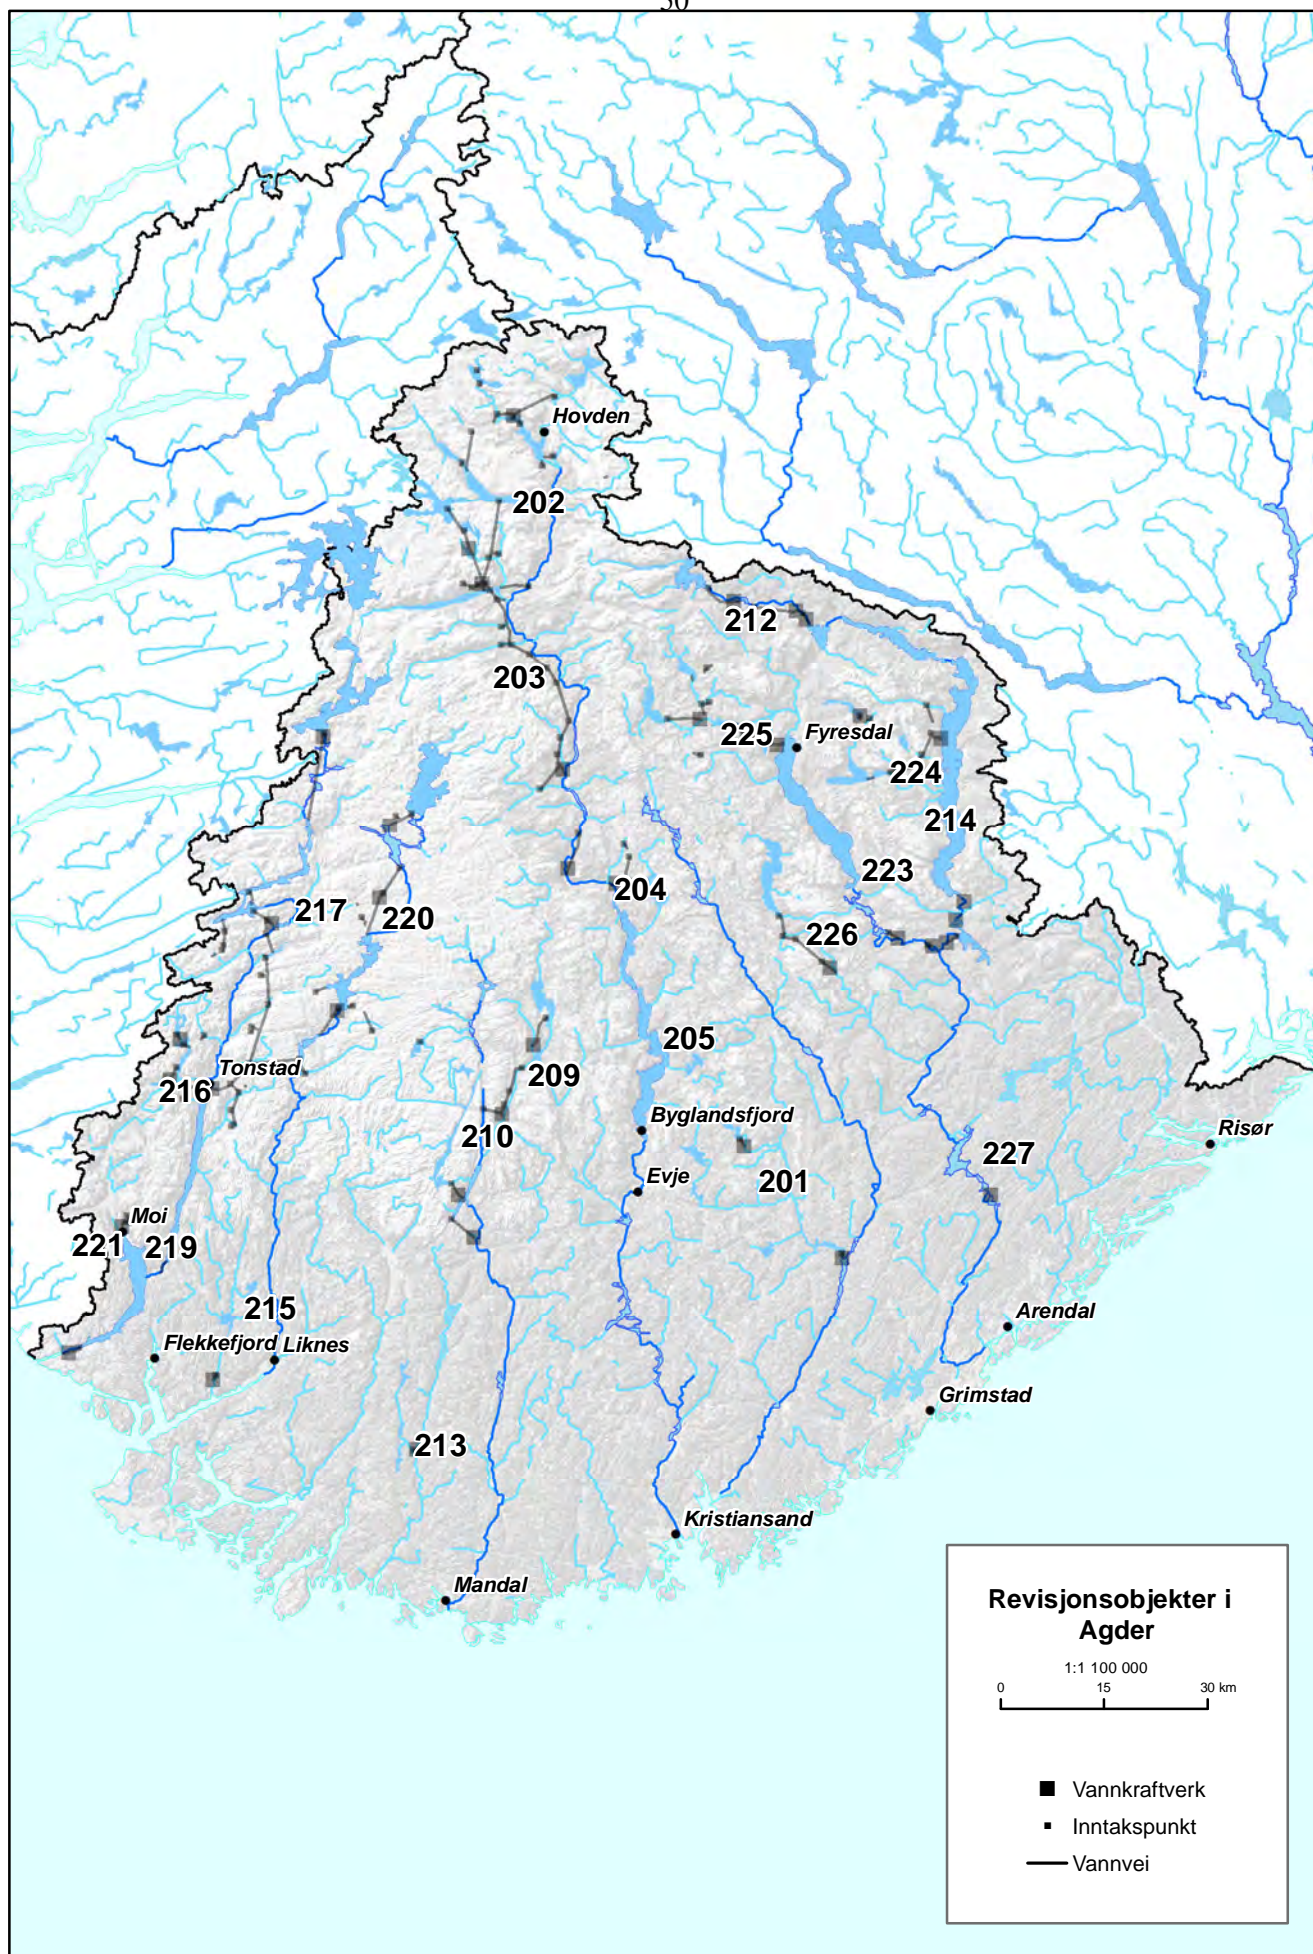 50
Hovden
202
212
203
225
Fyresdal
224
214
223
204
217
220
226
205
209
216
Tonstad
210
Byglandsfjord
Risør
227
201
Evje
Moi
221
219
215
Arendal
Flekkefjord
Liknes
Grimstad
213
Kristiansand
Mandal
Revisjonsobjekter i
Agder
1:1 100 000
0 15 30 km
Vannkraftverk
Inntakspunkt
Vannvei